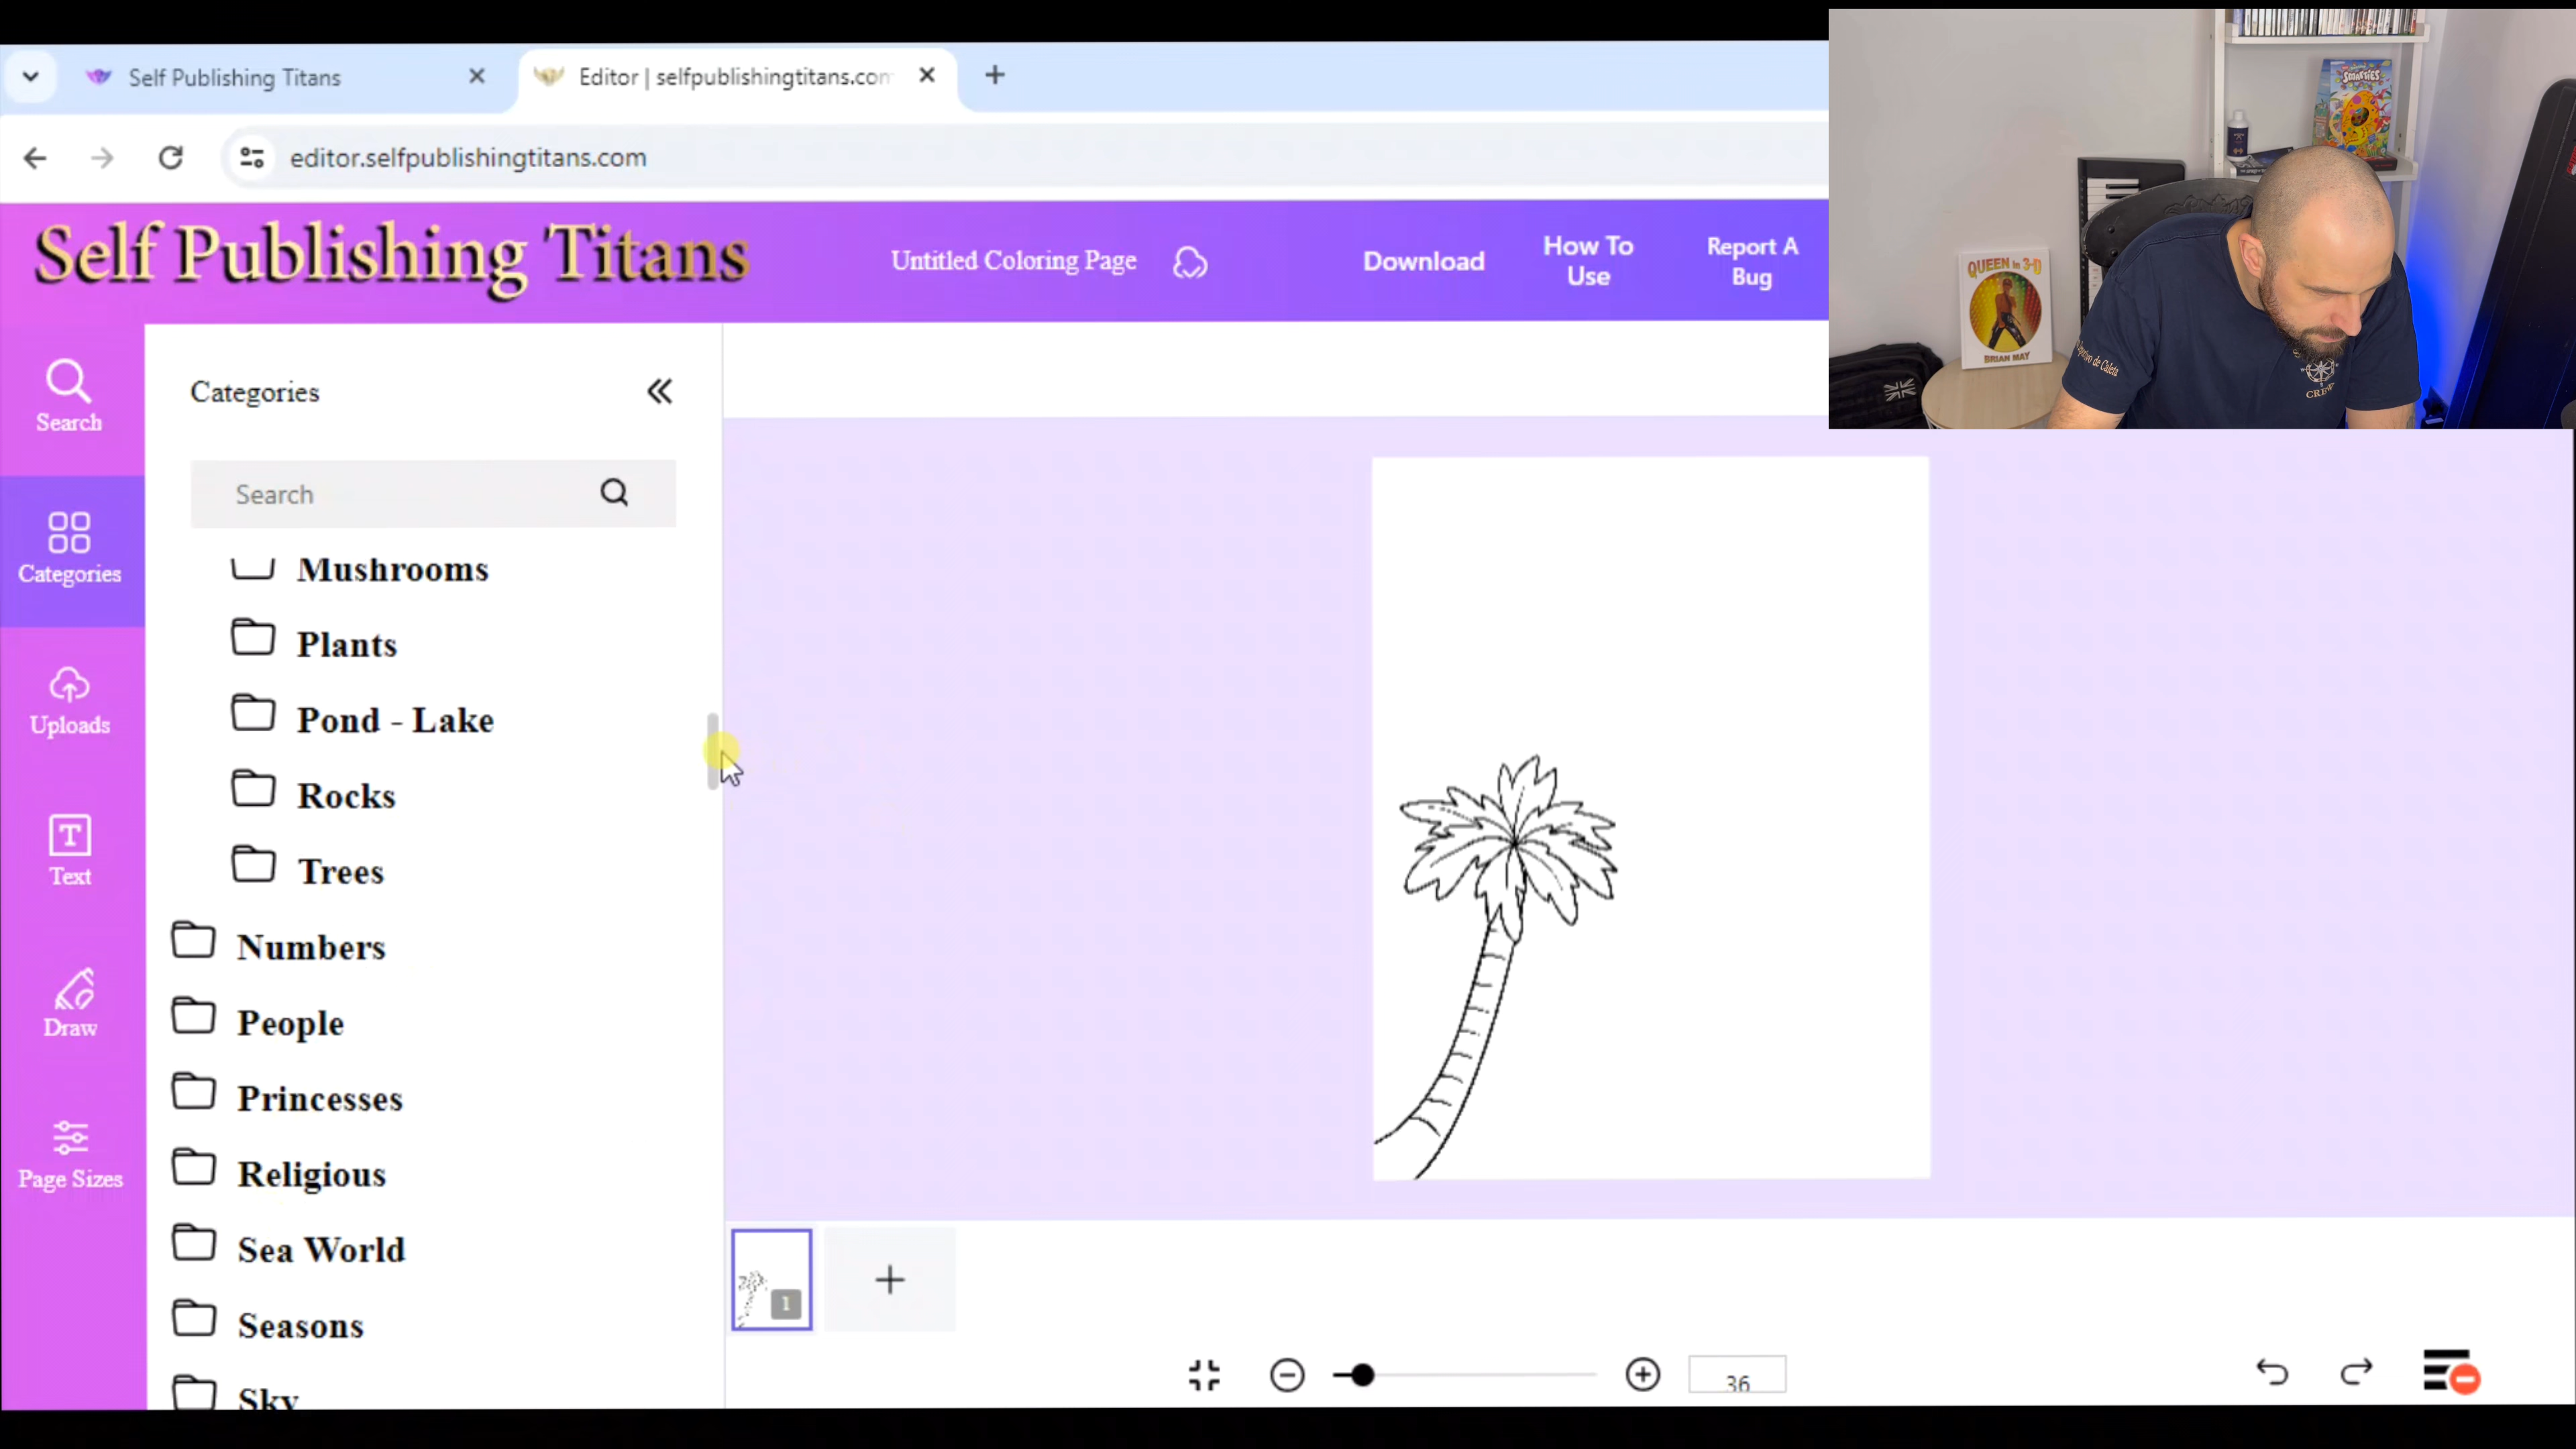 Self Publishing Titans
Editor | selfpublishingtitans.com
editor.selfpublishingtitans.com
Self Publishing Titans
Untitled Coloring Page
Download
How To
Use
Report A
Bug
Search
Categories
Uploads
Text
Draw
Page Sizes
Categories
Search
Mushrooms
Plants
Pond - Lake
Rocks
Trees
Numbers
People
Princesses
Religious
Sea World
Seasons
Sky
1
36
SMARTIES
QUEEN in 3-D
BRIAN MAY